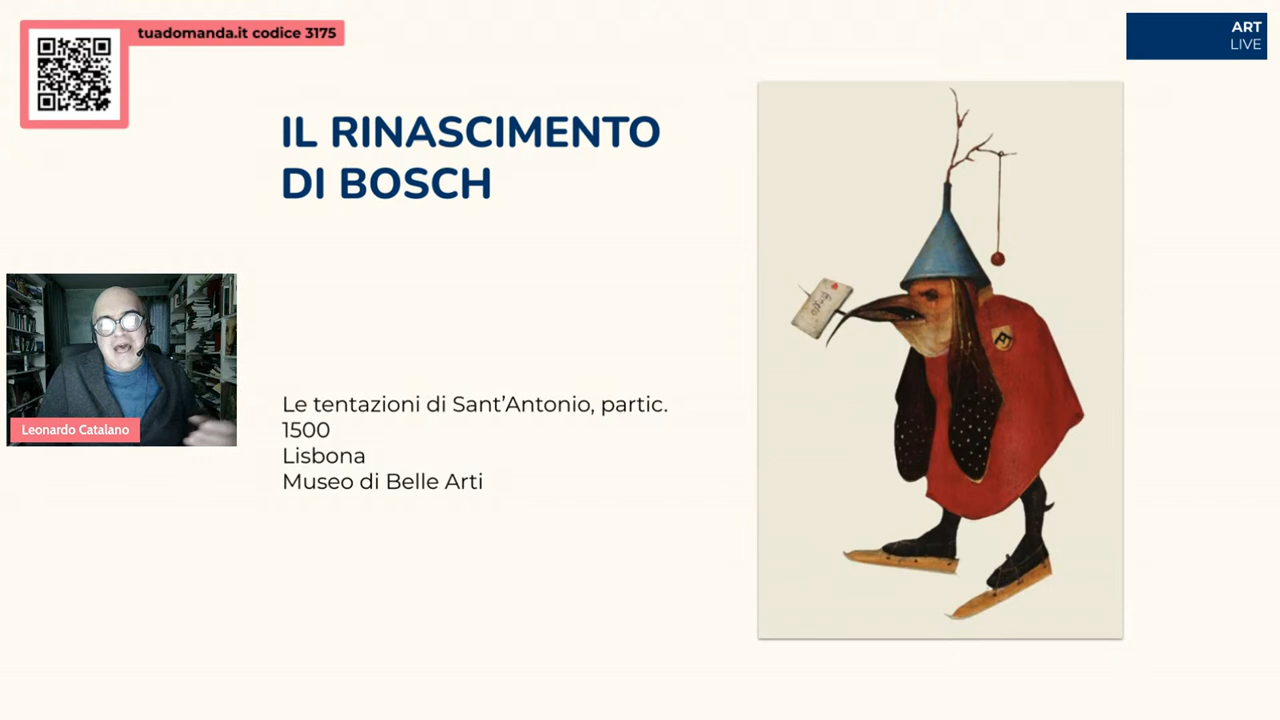 tuadomanda.it codice 3175
ART
LIVE
IL RINASCIMENTO
DI BOSCH
Leonardo Catalano
Le tentazioni di Sant’Antonio, partic.
1500
Lisbona
Museo di Belle Arti